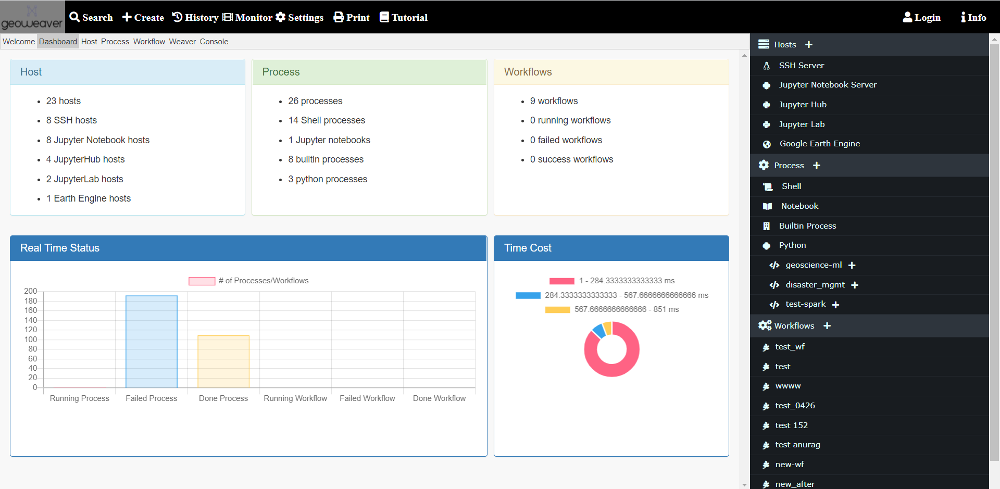 geoweaver
Search Create History Monitor Settings Print Tutorial Login Info
Welcome Dashboard Host Process Workflow Weaver Console
Host
23 hosts
8 SSH hosts
8 Jupyter Notebook hosts
4 JupyterHub hosts
2 JupyterLab hosts
1 Earth Engine hosts
Process
26 processes
14 Shell processes
1 Jupyter notebooks
8 builtin processes
3 python processes
Workflows
9 workflows
0 running workflows
0 failed workflows
0 success workflows
Real Time Status
# of Processes/Workflows
200
180
160
140
120
100
80
60
40
20
0
Running Process Failed Process Done Process Running Workflow Failed Workflow Done Workflow
Time Cost
1 - 284.3333333333333 ms
284.3333333333333 - 567.6666666666666 ms
567.6666666666666 - 851 ms
Hosts
SSH Server
Jupyter Notebook Server
Jupyter Hub
Jupyter Lab
Google Earth Engine
Process
Shell
Notebook
Builtin Process
Python
geoscience-ml
disaster_mgmt
test-spark
Workflows
test_wf
test
wwww
test_0426
test 152
test anurag
new-wf
new_after